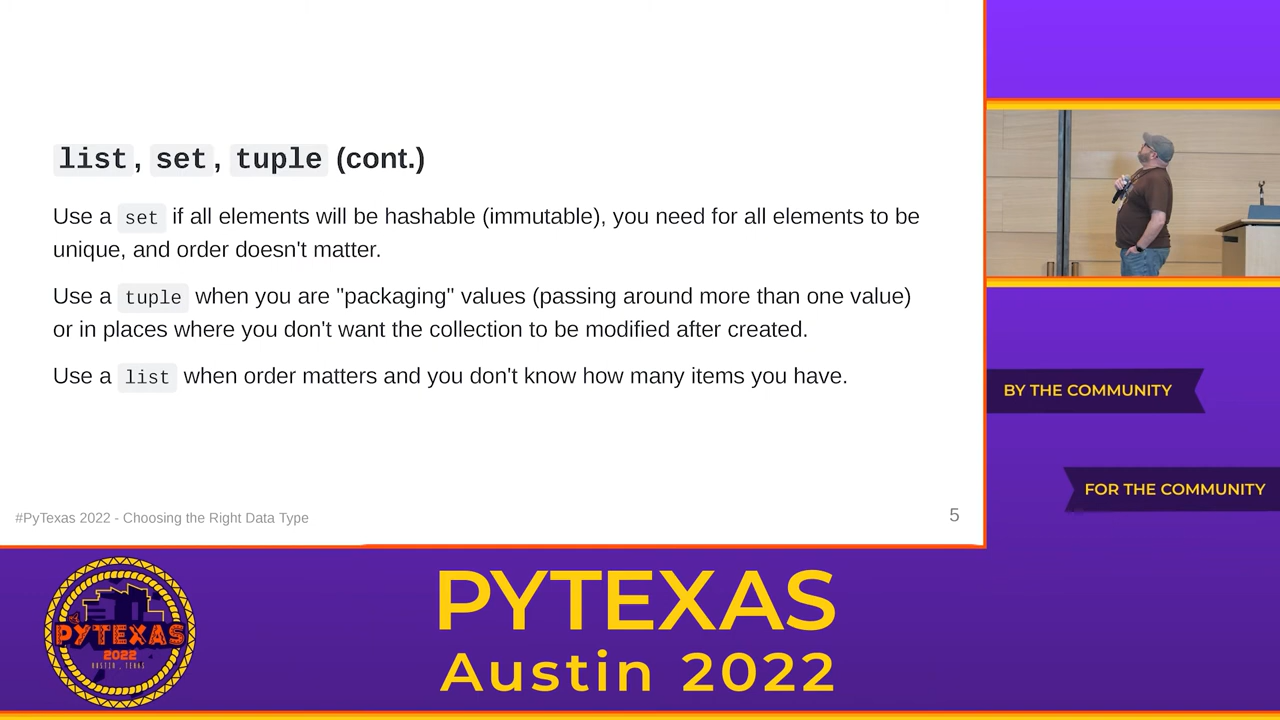 list, set, tuple (cont.)
Use a set if all elements will be hashable (immutable), you need for all elements to be
unique, and order doesn't matter.
Use a tuple when you are "packaging" values (passing around more than one value)
or in places where you don't want the collection to be modified after created.
Use a list when order matters and you don't know how many items you have.
#PyTexas 2022 - Choosing the Right Data Type
5
BY THE COMMUNITY
FOR THE COMMUNITY
PYTEXAS
2022
AUSTIN, TEXAS
PYTEXAS
Austin 2022